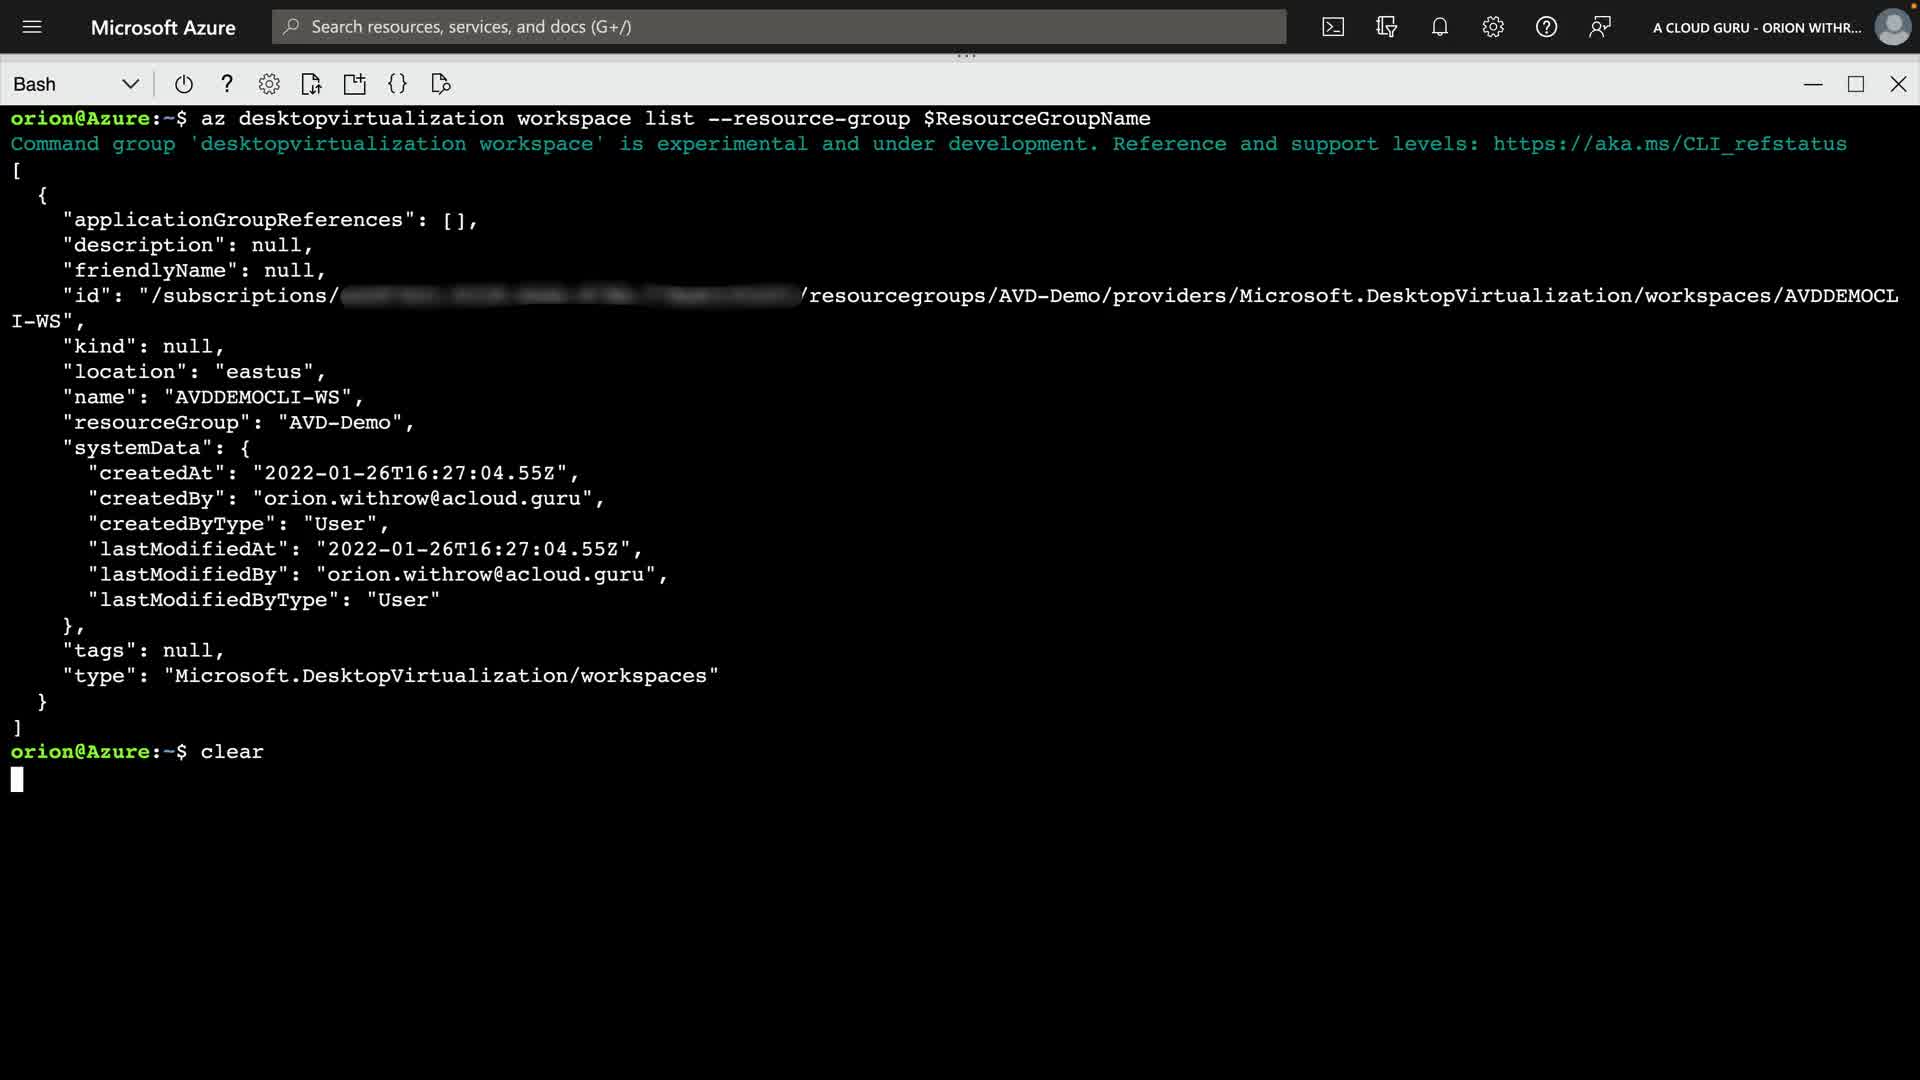 Microsoft Azure
Search resources, services, and docs (G+/)
A CLOUD GURU - ORION WITHR...
Bash
orion@Azure:~$ az desktopvirtualization workspace list --resource-group $ResourceGroupName
Command group 'desktopvirtualization workspace' is experimental and under development. Reference and support levels: https://aka.ms/CLI_refstatus
[
  {
    "applicationGroupReferences": [],
    "description": null,
    "friendlyName": null,
    "id": "/subscriptions/ /resourcegroups/AVD-Demo/providers/Microsoft.DesktopVirtualization/workspaces/AVDDEMOCL
I-WS",
    "kind": null,
    "location": "eastus",
    "name": "AVDDEMOCLI-WS",
    "resourceGroup": "AVD-Demo",
    "systemData": {
      "createdAt": "2022-01-26T16:27:04.55Z",
      "createdBy": "orion.withrow@acloud.guru",
      "createdByType": "User",
      "lastModifiedAt": "2022-01-26T16:27:04.55Z",
      "lastModifiedBy": "orion.withrow@acloud.guru",
      "lastModifiedByType": "User"
    },
    "tags": null,
    "type": "Microsoft.DesktopVirtualization/workspaces"
  }
]
orion@Azure:~$ clear